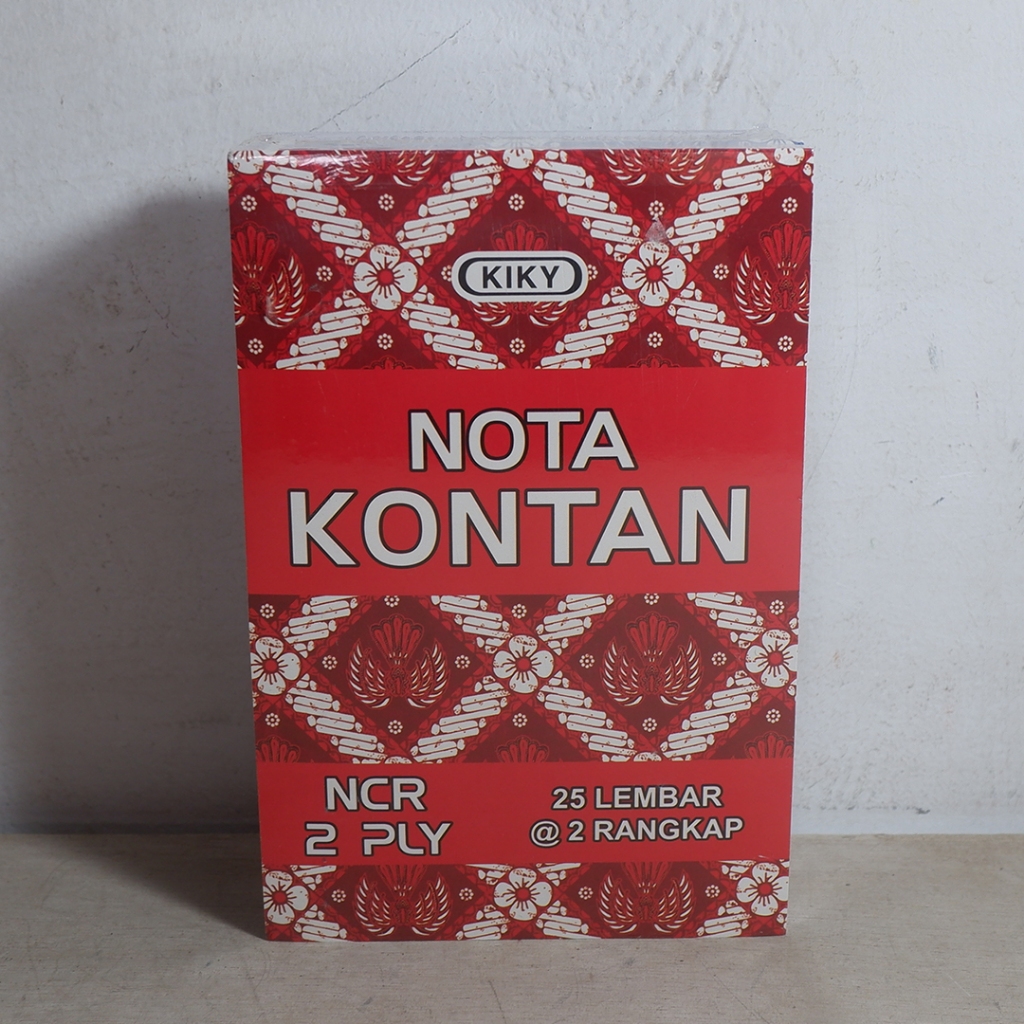 KIKY
NOTA
KONTAN
NCR
2 PLY
25 LEMBAR
@ 2 RANGKAP